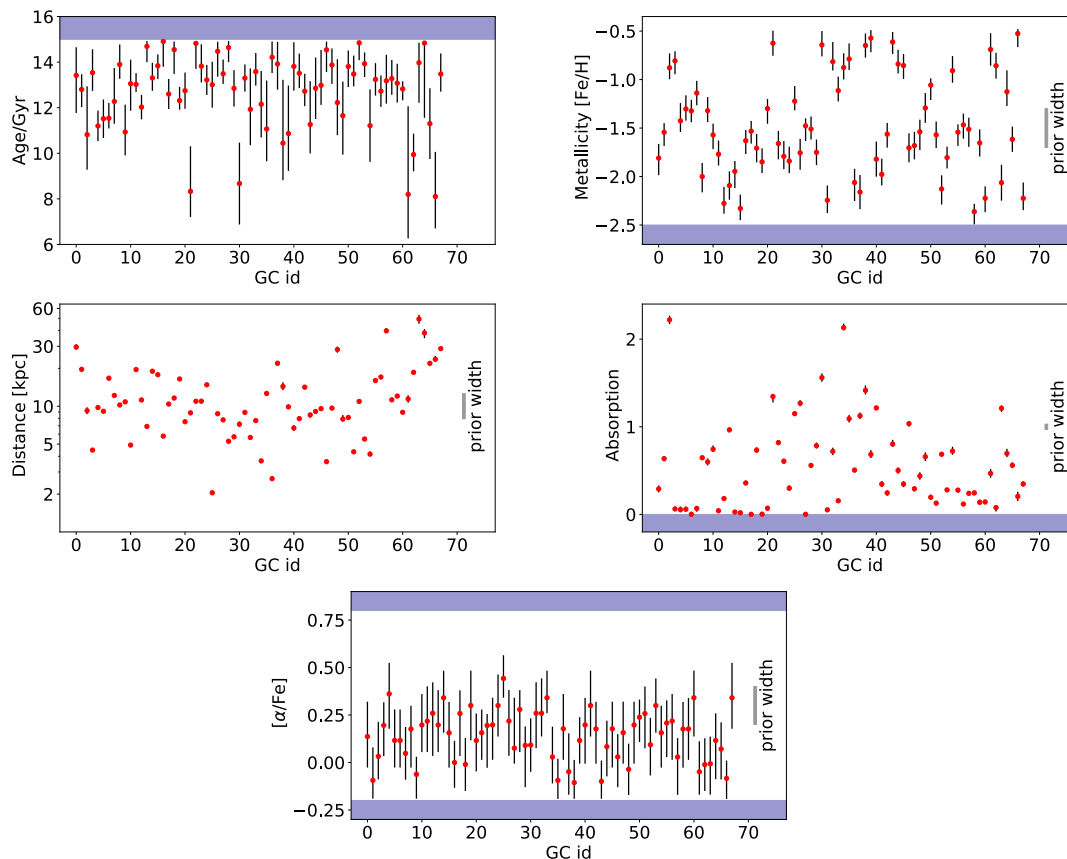 16
14
12
10
8
6
Age/Gyr
0 10 20 30 40 50 60 70
GC id
−0.5
−1.0
−1.5
−2.0
−2.5
Metallicity [Fe/H]
prior width
0 10 20 30 40 50 60 70
GC id
60
30
10
5
2
Distance [kpc]
prior width
0 10 20 30 40 50 60 70
GC id
2
1
0
Absorption
prior width
0 10 20 30 40 50 60 70
GC id
0.75
0.50
0.25
0.00
−0.25
[α/Fe]
prior width
0 10 20 30 40 50 60 70
GC id